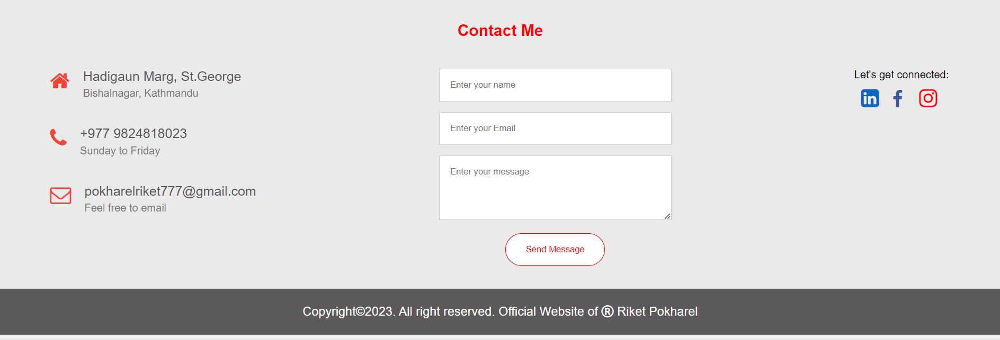 Contact Me
Hadigaun Marg, St.George
Bishalnagar, Kathmandu
+977 9824818023
Sunday to Friday
pokharelriket777@gmail.com
Feel free to email
Enter your name
Enter your Email
Enter your message
Send Message
Let's get connected:
in
f
Copyright©2023. All right reserved. Official Website of ® Riket Pokharel